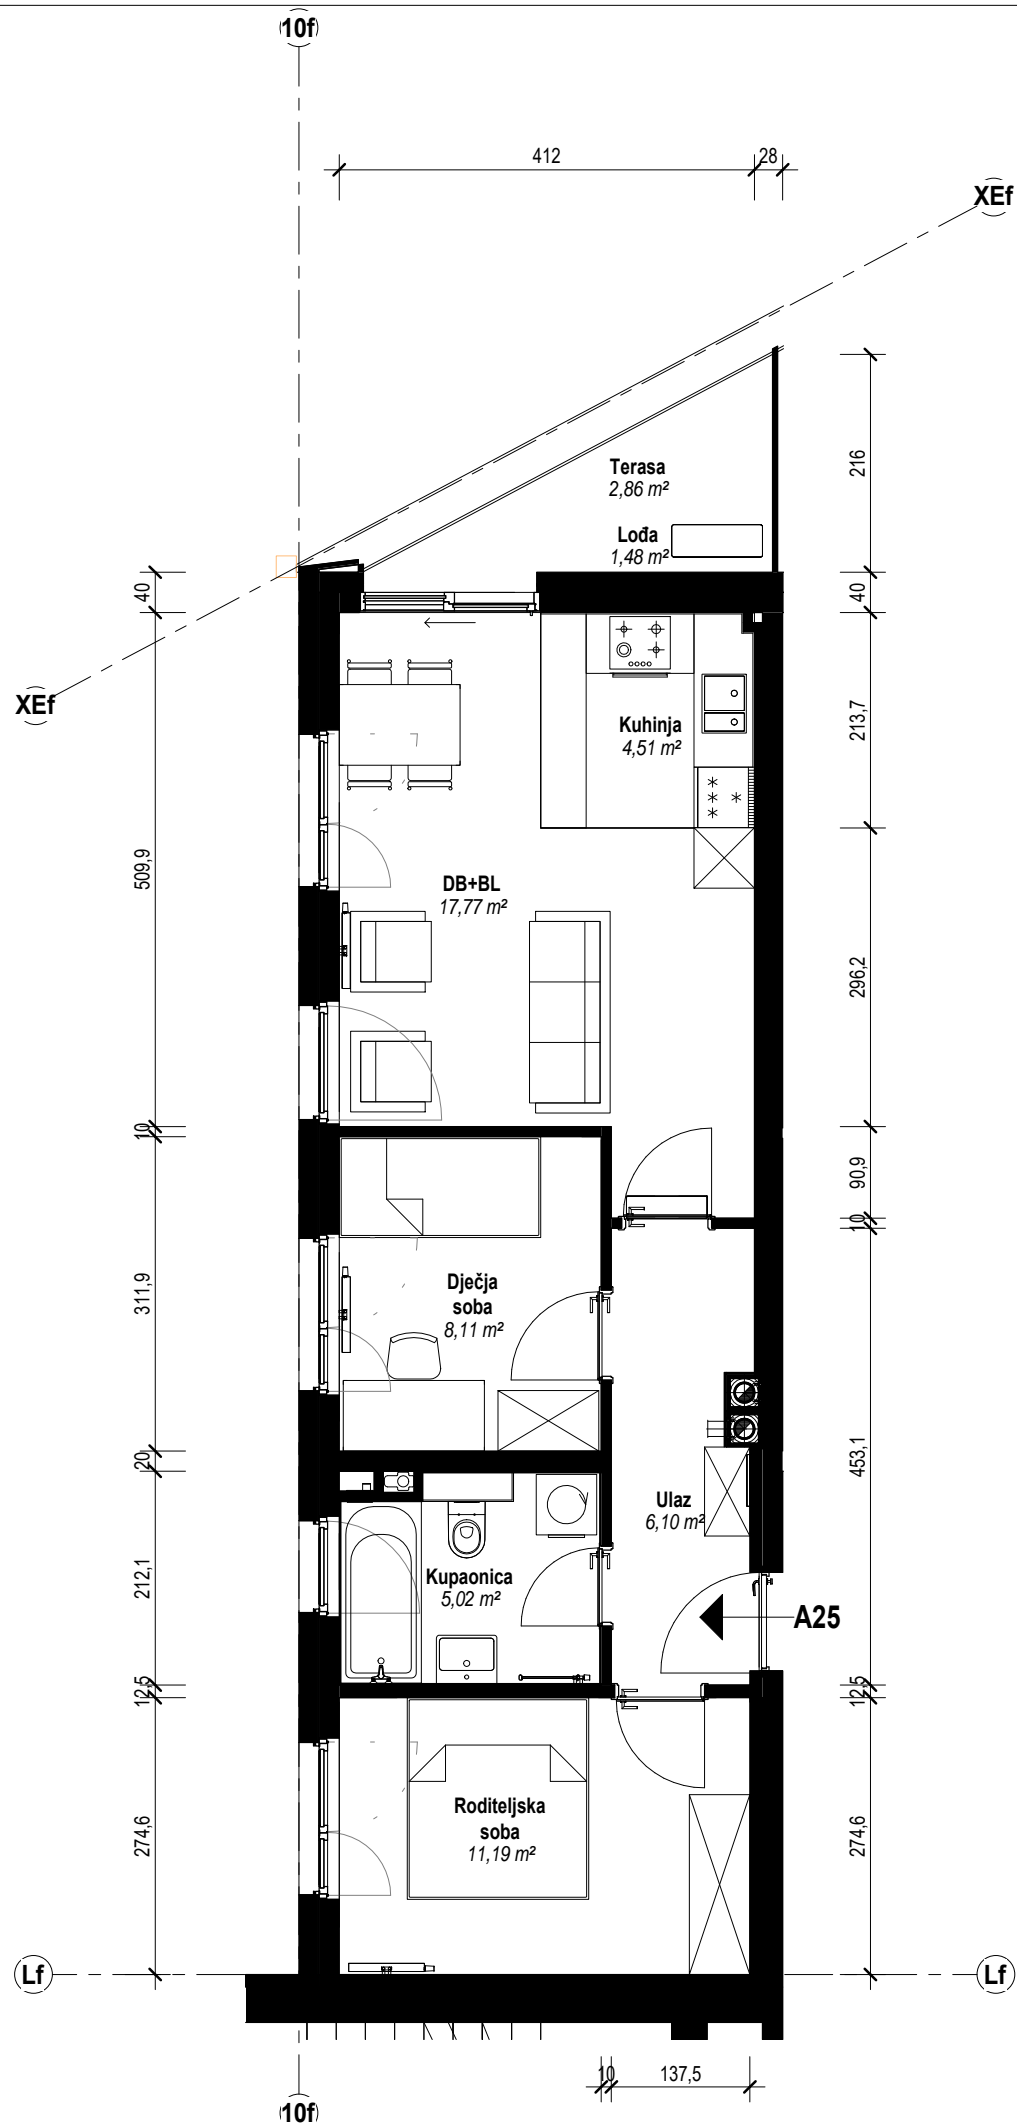 10f
412
28
XEf
216
Terasa
2,86 m²
Lođa
1,48 m²
40
40
XEf
Kuhinja
4,51 m²
213,7
509,9
DB+BL
17,77 m²
296,2
10
90,9
10
311,9
Dječja
soba
8,11 m²
20
453,1
Ulaz
6,10 m²
212,1
Kupaonica
5,02 m²
A25
12,5
12,5
274,6
Roditeljska
soba
11,19 m²
274,6
Lf
Lf
10
137,5
10f